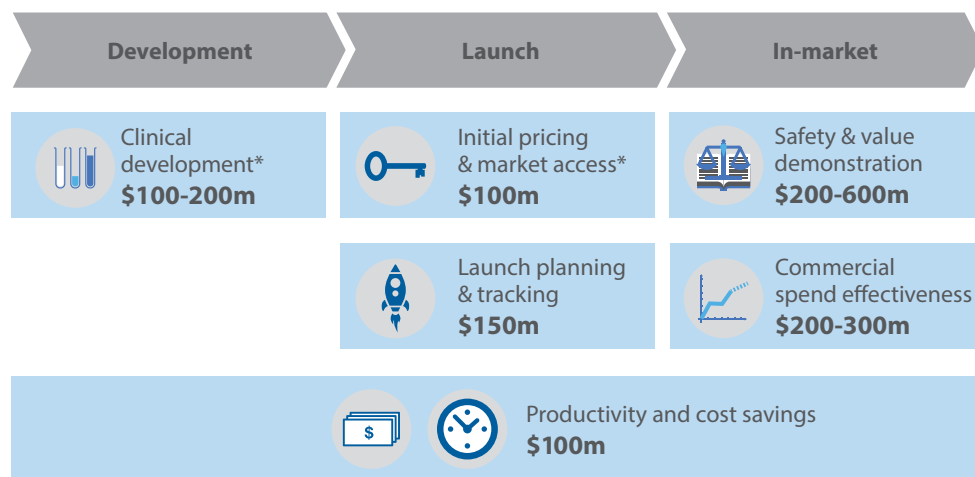 Development
Launch
In-market
Clinical
development*
$100-200m
Initial pricing
& market access*
$100m
Safety & value
demonstration
$200-600m
Launch planning
& tracking
$150m
Commercial
spend effectiveness
$200-300m
$
Productivity and cost savings
$100m